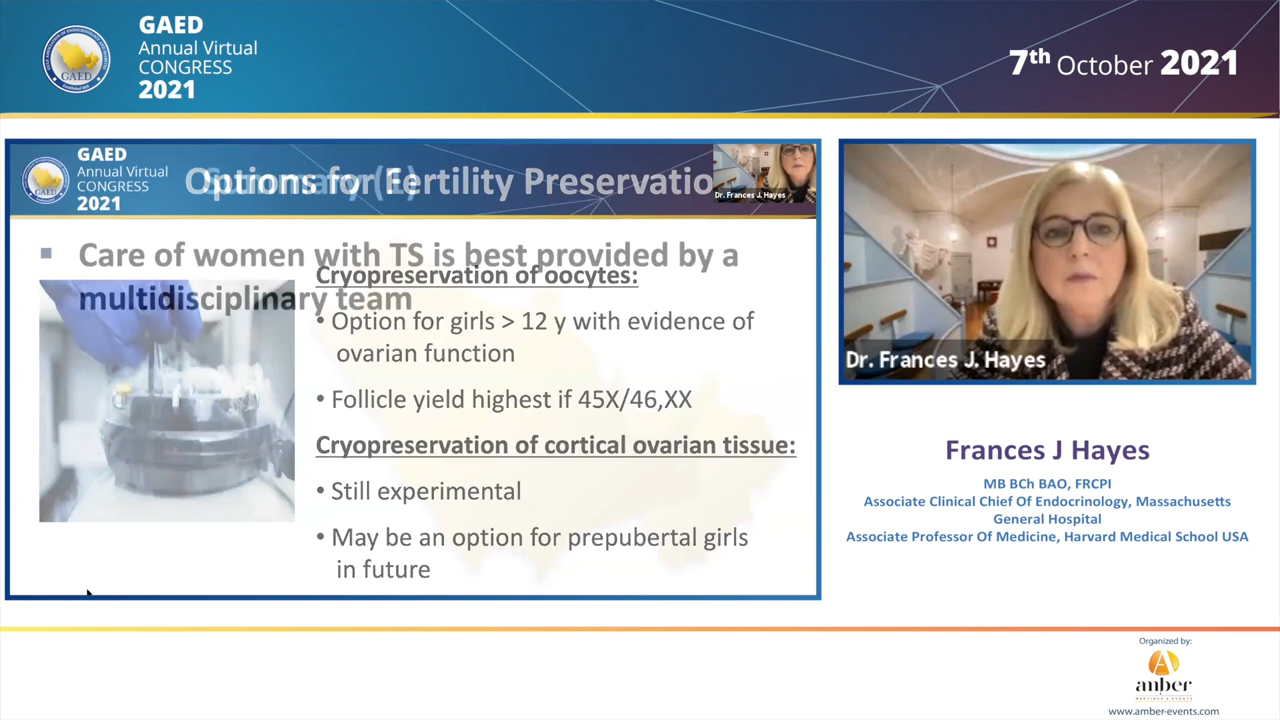 GAED
Annual Virtual
CONGRESS
2021
7th October 2021
GAED
GAED
Annual Virtual
CONGRESS
2021
Options for Fertility Preservatio
Summary (1)
Dr. Frances J. Hayes
Care of women with TS is best provided by a
multidisciplinary team
Cryopreservation of oocytes:
• Option for girls > 12 y with evidence of
ovarian function
• Follicle yield highest if 45X/46,XX
Cryopreservation of cortical ovarian tissue:
• Still experimental
• May be an option for prepubertal girls
in future
Dr. Frances J. Hayes
Frances J Hayes
MB BCh BAO, FRCPI
Associate Clinical Chief Of Endocrinology, Massachusetts
General Hospital
Associate Professor Of Medicine, Harvard Medical School USA
Organized by:
anber
www.amber-events.com